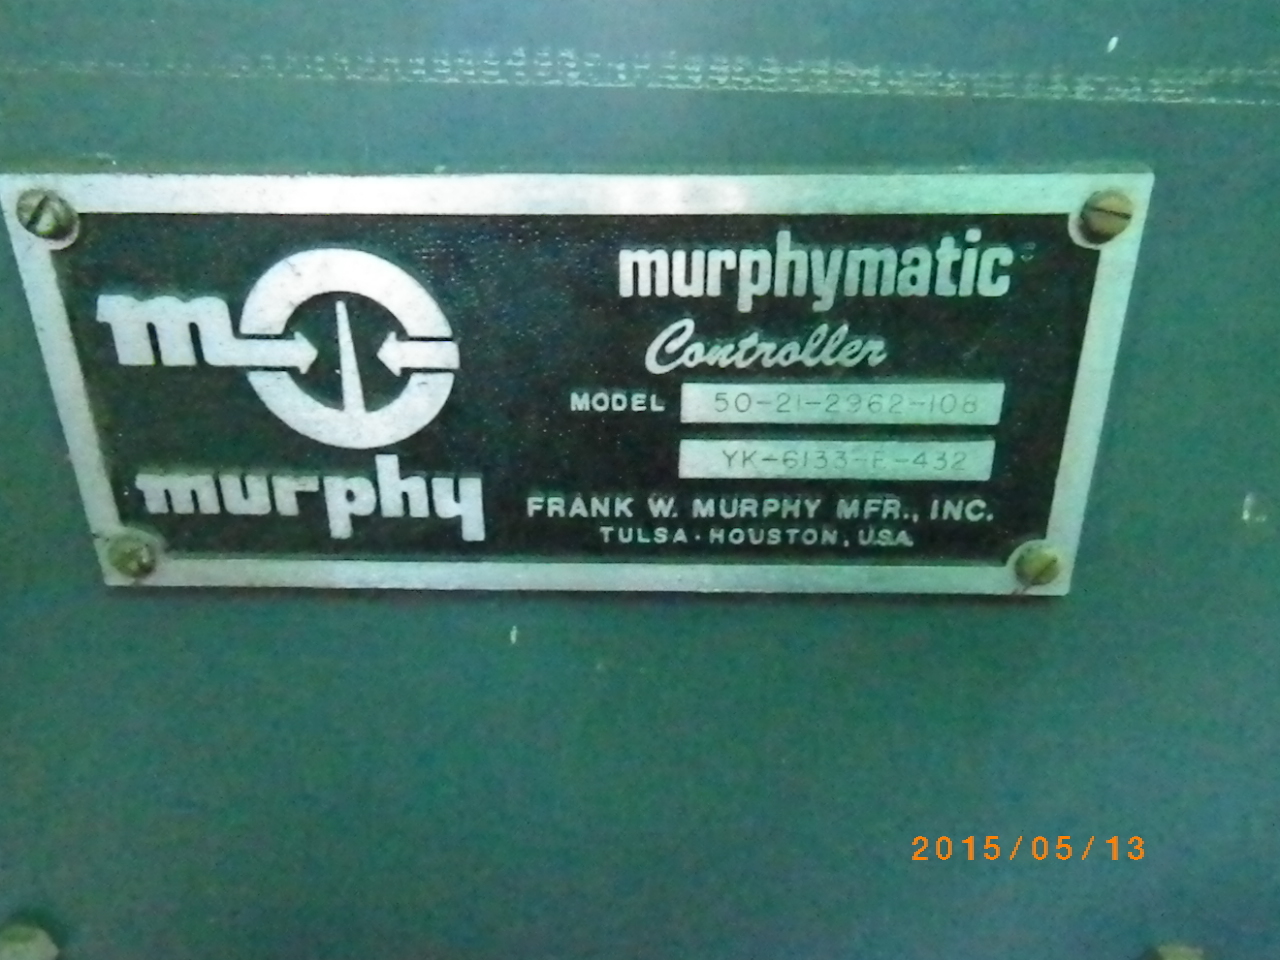 murphymatic
Controller
m
MODEL 50-21-2962-108
YK-6133-E-432
murphy
FRANK W. MURPHY MFR., INC.
TULSA · HOUSTON, U.S.A.
2015/05/13